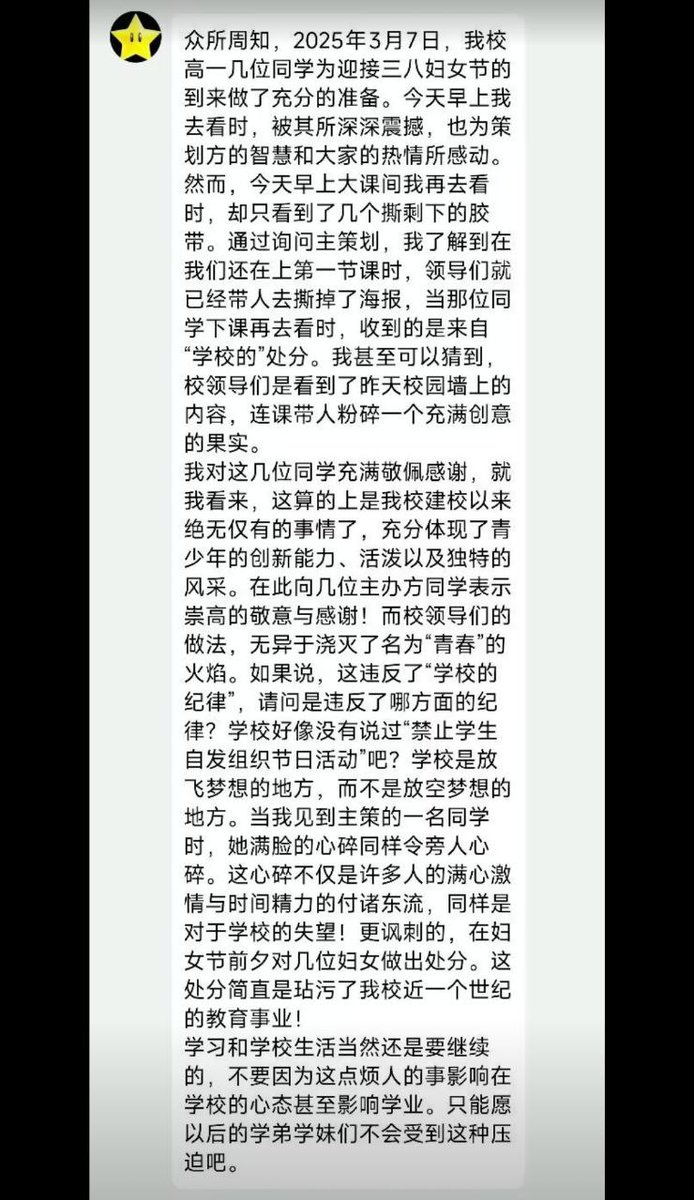 众所周知，2025年3月7日，我校
高一几位同学为迎接三八妇女节的
到来做了充分的准备。今天早上我
去看时，被其所深深震撼，也为策
划方的智慧和大家的热情所感动。
然而，今天早上大课间我再去看
时，却只看到了几个撕剩下的胶
带。通过询问主策划，我了解到在
我们还在上第一节课时，领导们就
已经带人去撕掉了海报，当那位同
学下课再去看时，收到的是来自
“学校的”处分。我甚至可以猜到，
校领导们是看到了昨天校园墙上的
内容，连课带人粉碎一个充满创意
的果实。
我对这几位同学充满敬佩感谢，就
我看来，这算的上是我校建校以来
绝无仅有的事情了，充分体现了青
少年的创新能力、活泼以及独特的
风采。在此向几位主办方同学表示
崇高的敬意与感谢！而校领导们的
做法，无异于浇灭了名为“青春”的
火焰。如果说，这违反了“学校的
纪律”，请问是违反了哪方面的纪
律？学校好像没有说过“禁止学生
自发组织节日活动”吧？学校是放
飞梦想的地方，而不是放空梦想的
地方。当我见到主策的一名同学
时，她满脸的心碎同样令旁人心
碎。这心碎不仅是许多人的满心激
情与时间精力的付诸东流，同样是
对于学校的失望！更讽刺的，在妇
女节前夕对几位妇女做出处分。这
处分简直是玷污了我校近一个世纪
的教育事业！
学习和学校生活当然还是要继续
的，不要因为这点烦人的事影响在
学校的心态甚至影响学业。只能愿
以后的学弟学妹们不会受到这种压
迫吧。